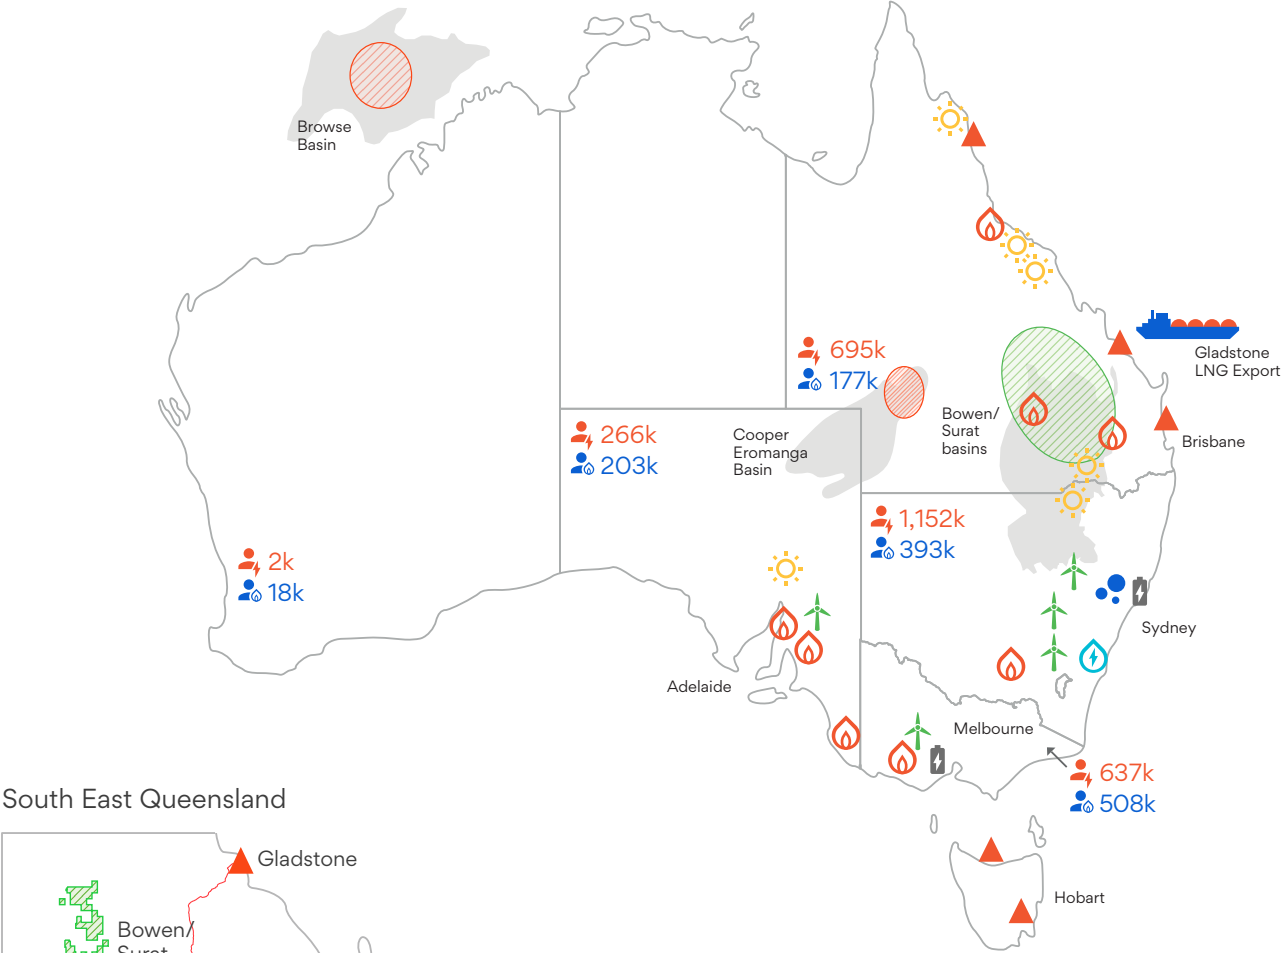 Browse
Basin
695k
177k
Gladstone
LNG Export
Bowen/
Surat
basins
Brisbane
266k
203k
Cooper
Eromanga
Basin
1,152k
393k
2k
18k
Sydney
Adelaide
Melbourne
637k
508k
South East Queensland
Gladstone
Hobart
Bowen/
Surat